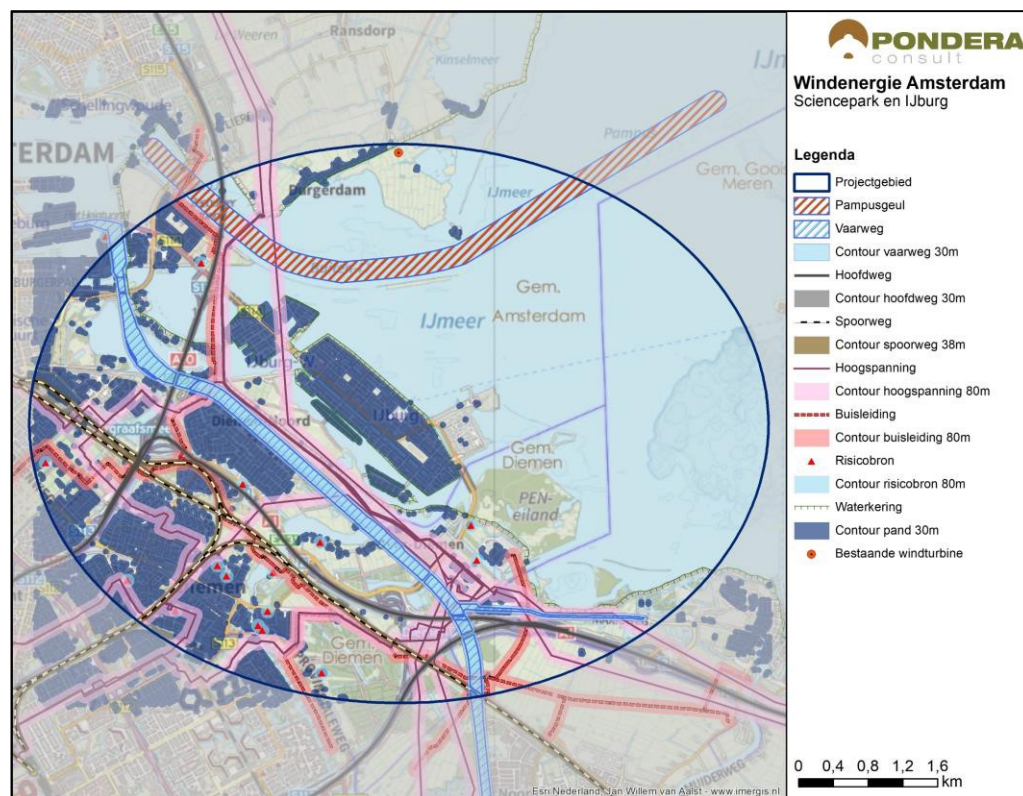 PONDERA
consult
Windenergie Amsterdam
Sciencepark en IJburg
Legenda
Projectgebied
Pampusgeul
Vaarweg
Contour vaarweg 30m
Hoofdweg
Contour hoofdweg 30m
Spoorweg
Contour spoorweg 38m
Hoogspanning
Contour hoogspanning 80m
Buisleiding
Contour buisleiding 80m
Risicobron
Contour risicobron 80m
Waterkering
Contour pand 30m
Bestaande windturbine
0 0,4 0,8 1,2 1,6
km
Ransdorp
Kinselmeer
Schellingwoude
TERDAM
Pampus
Gem. Gooi
Meren
IJmeer
Gem.
Amsterdam
IJmeer
IJburg
Gem.
Diemen
PEN-
eiland
Gem.
Diemen
Esri Nederland, Jan Willem van Aalst - www.imergis.nl